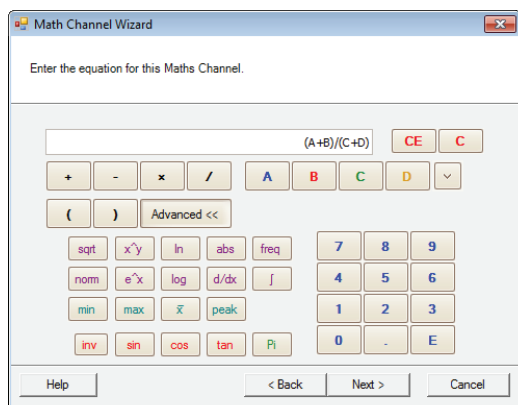 Math Channel Wizard
Enter the equation for this Maths Channel.
(A+B)/(C+D) CE C
+ - × / A B C D
( ) Advanced <<
sqrt x^y ln abs freq 7 8 9
norm e^x log d/dx ∫ 4 5 6
min max x̅ peak 1 2 3
inv sin cos tan Pi 0 . E
Help < Back Next > Cancel